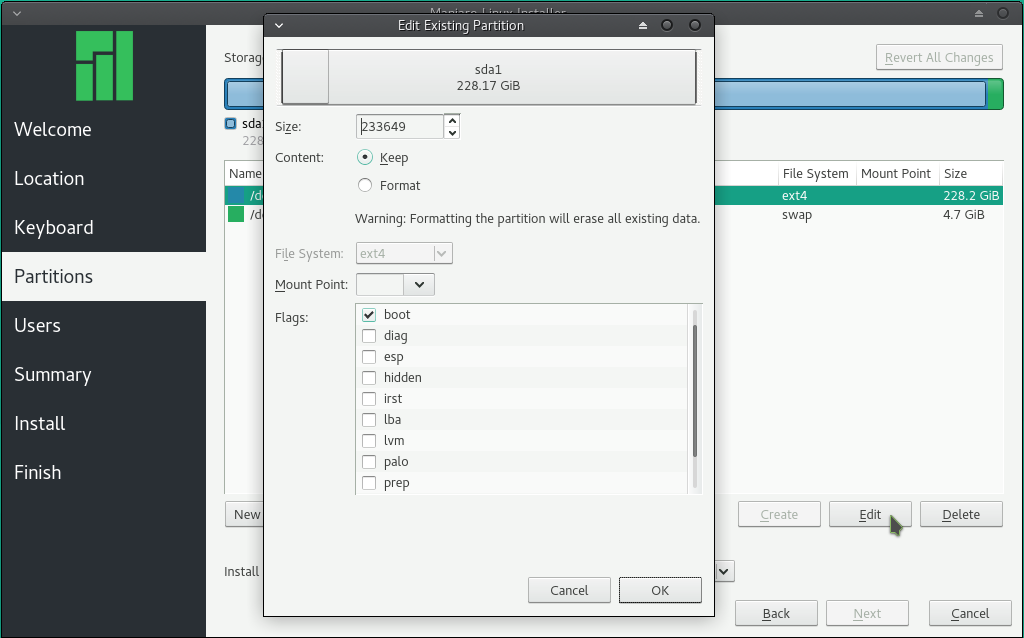 Manjaro Linux Installer
Edit Existing Partition
Welcome
Location
Keyboard
Partitions
Users
Summary
Install
Finish
Revert All Changes
sda1
228.17 GiB
Size: 233649
Content: Keep
Format
Warning: Formatting the partition will erase all existing data.
File System: ext4
Mount Point:
Flags: boot
diag
esp
hidden
irst
lba
lvm
palo
prep
Cancel OK
Name File System Mount Point Size
ext4 228.2 GiB
swap 4.7 GiB
New
Create Edit Delete
Install
Back Next Cancel